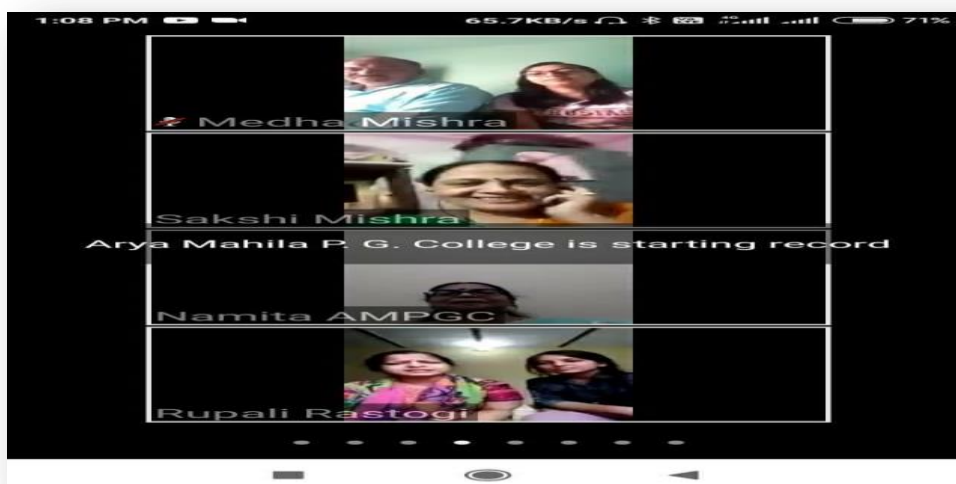 1:08 PM 65.7KB/s 4G 71%
Medha Mishra
Sakshi Mishra
Arya Mahila P. G. College is starting record
Namita AMPGC
Rupali Rastogi